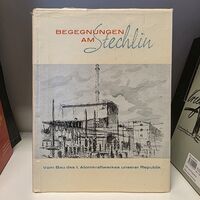 BEGEGNUNGEN
AM Stechlin
Vom Bau des 1. Atomkraftwerkes unserer Republik